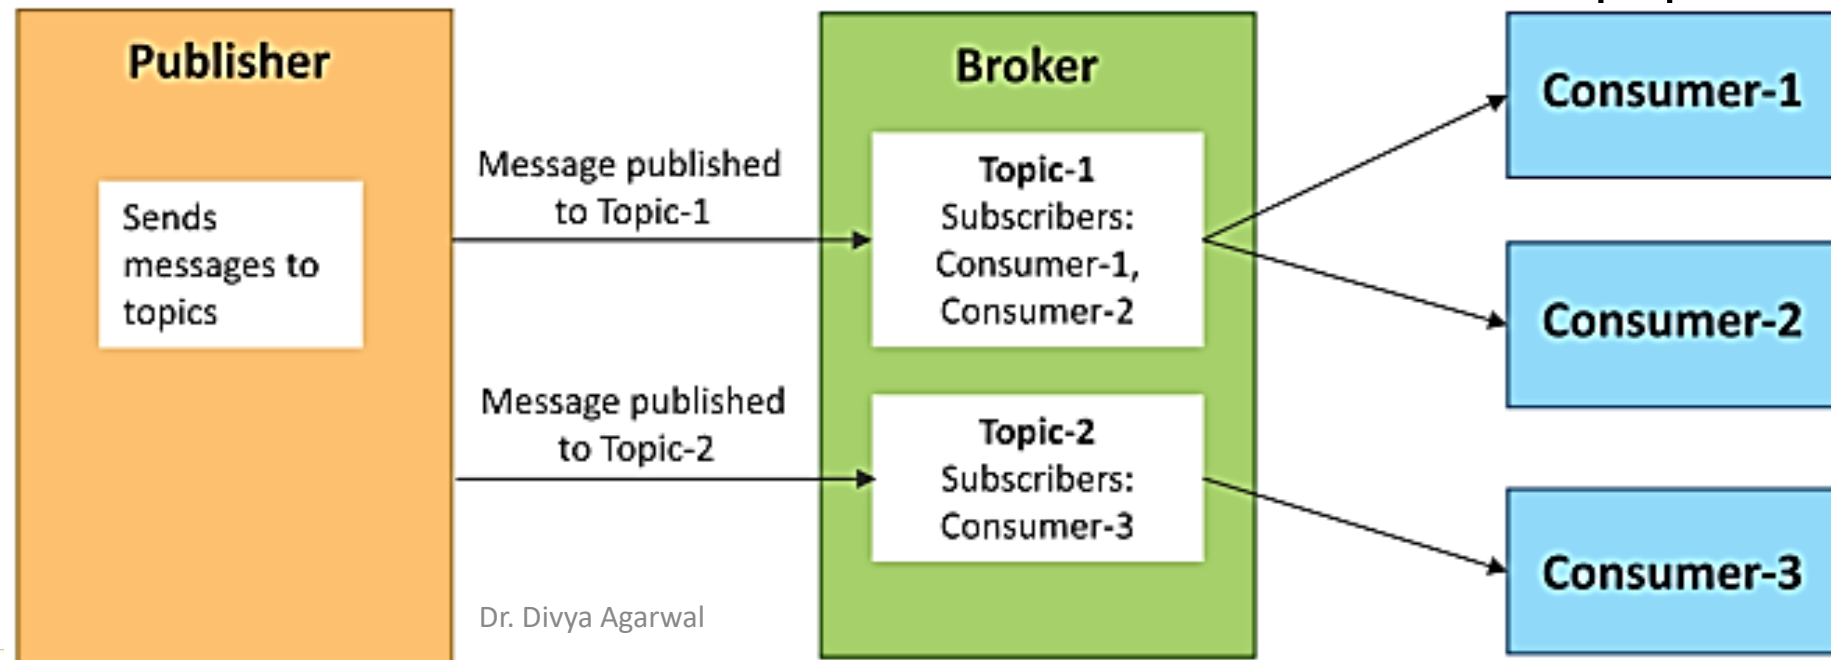 Publisher
Sends
messages to
topics
Message published
to Topic-1
Message published
to Topic-2
Dr. Divya Agarwal
Broker
Topic-1
Subscribers:
Consumer-1,
Consumer-2
Topic-2
Subscribers:
Consumer-3
Consumer-1
Consumer-2
Consumer-3